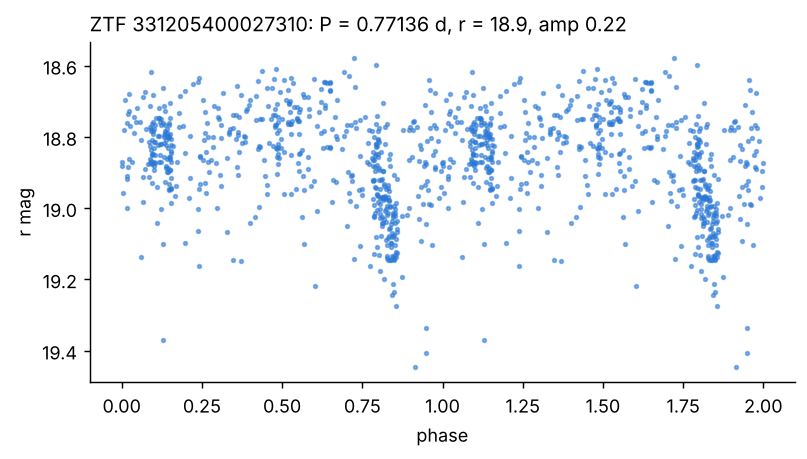 ZTF 331205400027310: P = 0.77136 d, r = 18.9, amp 0.22
18.6
18.8
19.0
19.2
19.4
r mag
0.00 0.25 0.50 0.75 1.00 1.25 1.50 1.75 2.00
phase